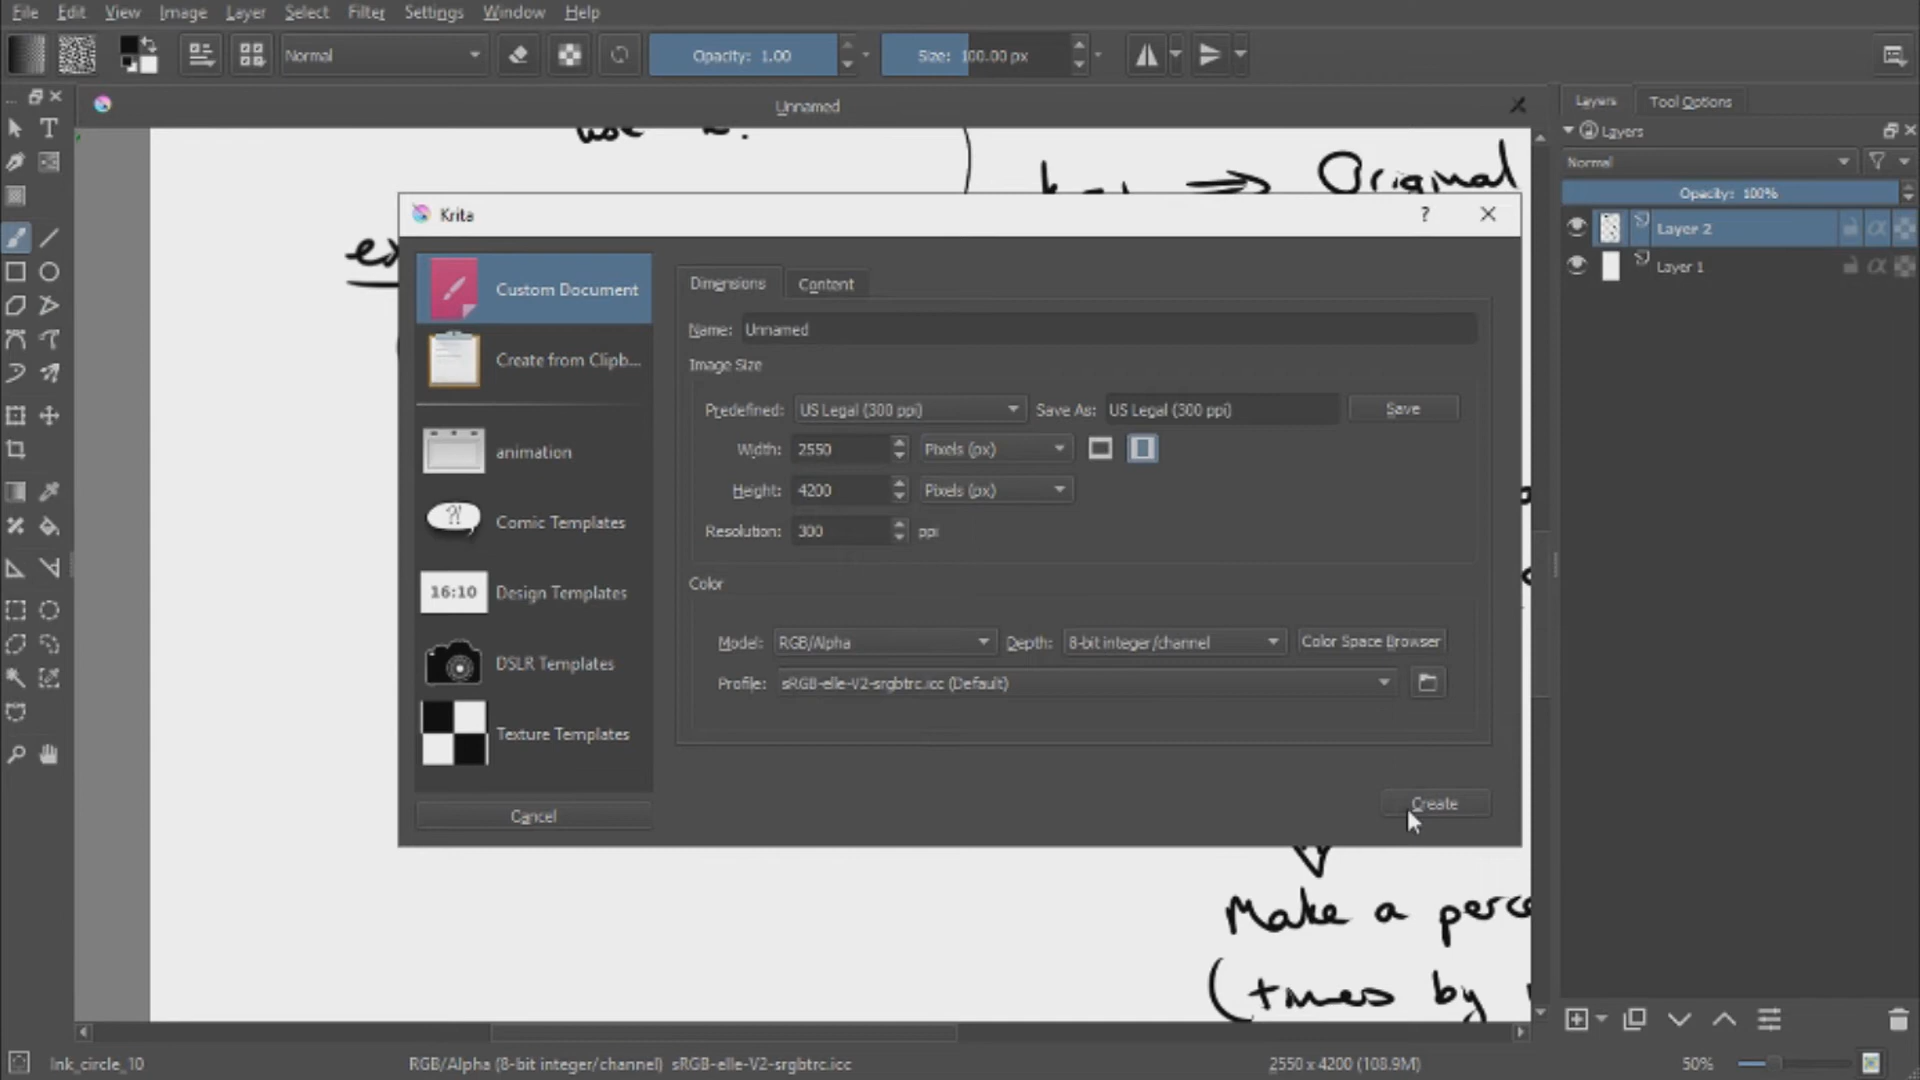 File Edit View Image Layer Select Filter Settings Window Help
Normal Opacity: 1.00 Size: 100.00 px
Unnamed
Layers Tool Options
Layers
Normal
Opacity: 100%
Layer 2
Layer 1
use
Original
Krita
?
Custom Document
Create from Clipb...
animation
Comic Templates
16:10 Design Templates
DSLR Templates
Texture Templates
Cancel
Dimensions Content
Name: Unnamed
Image Size
Predefined: US Legal (300 ppi) Save As: US Legal (300 ppi) Save
Width: 2550 Pixels (px)
Height: 4200 Pixels (px)
Resolution: 300 ppi
Color
Model: RGB/Alpha Depth: 8-bit integer/channel Color Space Browser
Profile: sRGB-elle-V2-srgbtrc.icc (Default)
Create
Make a perce
(times by
Ink_circle_10 RGB/Alpha (8-bit integer/channel) sRGB-elle-V2-srgbtrc.icc 2550 x 4200 (108.9M) 50%